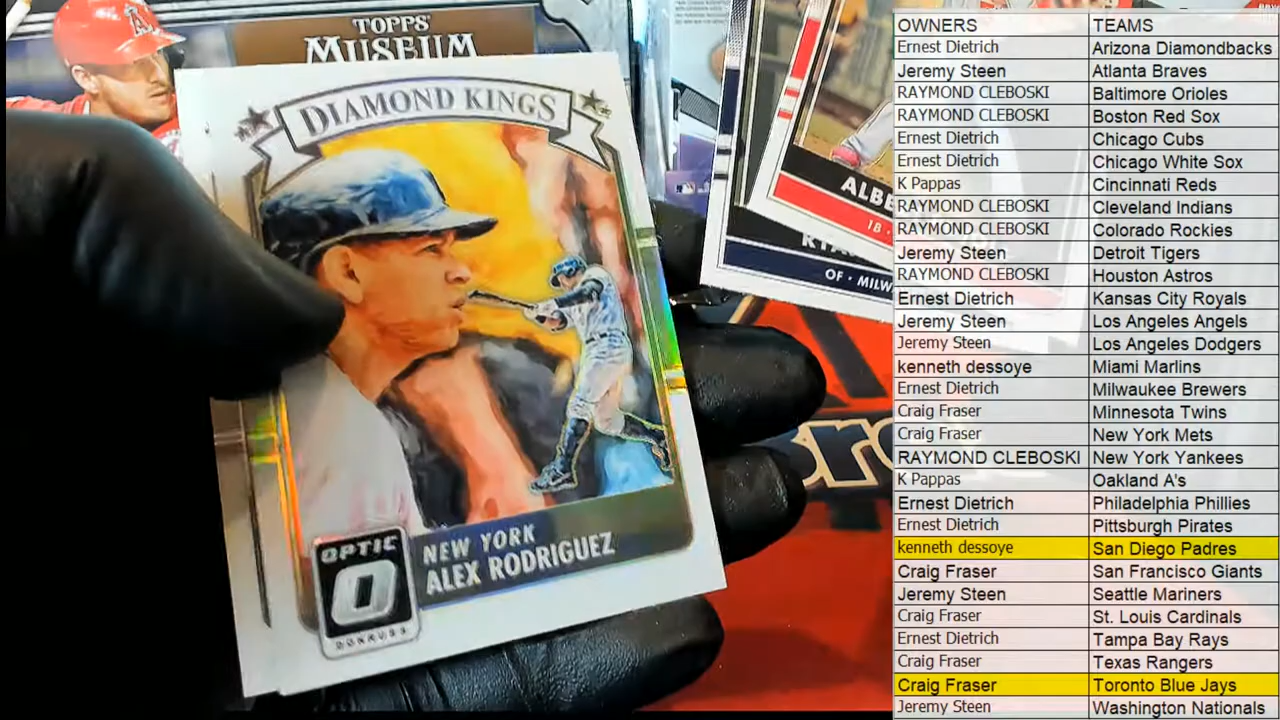 TOPPS
MUSEUM
DIAMOND KINGS
NEW YORK
ALEX RODRIGUEZ
OPTIC
DONRUSS
ALBE
18
OF · MILW
OWNERS TEAMS
Ernest Dietrich Arizona Diamondbacks
Jeremy Steen Atlanta Braves
RAYMOND CLEBOSKI Baltimore Orioles
RAYMOND CLEBOSKI Boston Red Sox
Ernest Dietrich Chicago Cubs
Ernest Dietrich Chicago White Sox
K Pappas Cincinnati Reds
RAYMOND CLEBOSKI Cleveland Indians
RAYMOND CLEBOSKI Colorado Rockies
Jeremy Steen Detroit Tigers
RAYMOND CLEBOSKI Houston Astros
Ernest Dietrich Kansas City Royals
Jeremy Steen Los Angeles Angels
Jeremy Steen Los Angeles Dodgers
kenneth dessoye Miami Marlins
Ernest Dietrich Milwaukee Brewers
Craig Fraser Minnesota Twins
Craig Fraser New York Mets
RAYMOND CLEBOSKI New York Yankees
K Pappas Oakland A's
Ernest Dietrich Philadelphia Phillies
Ernest Dietrich Pittsburgh Pirates
kenneth dessoye San Diego Padres
Craig Fraser San Francisco Giants
Jeremy Steen Seattle Mariners
Craig Fraser St. Louis Cardinals
Ernest Dietrich Tampa Bay Rays
Craig Fraser Texas Rangers
Craig Fraser Toronto Blue Jays
Jeremy Steen Washington Nationals